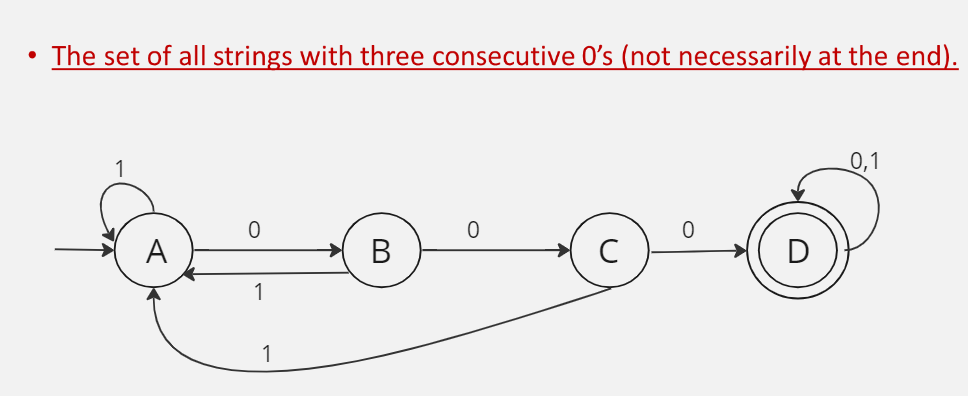 • The set of all strings with three consecutive 0’s (not necessarily at the end).
1
0,1
0
0
0
A
B
C
D
1
1